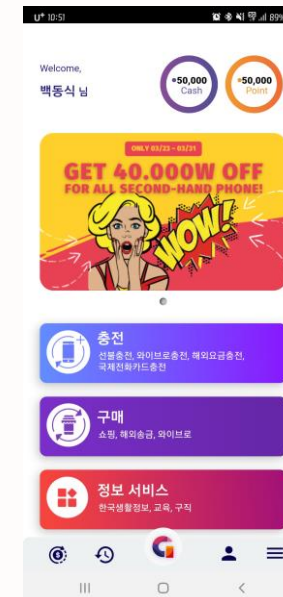 U+ 10:51
89%
Welcome,
백동식 님
50,000
Cash
50,000
Point
ONLY 03/23 - 03/31
GET 40.000W OFF
FOR ALL SECOND-HAND PHONE!
WOW!
충전
선불충전, 와이브로충전, 해외요금충전,
국제전화카드충전
구매
쇼핑, 해외송금, 와이브로
정보 서비스
한국생활정보, 교육, 구직